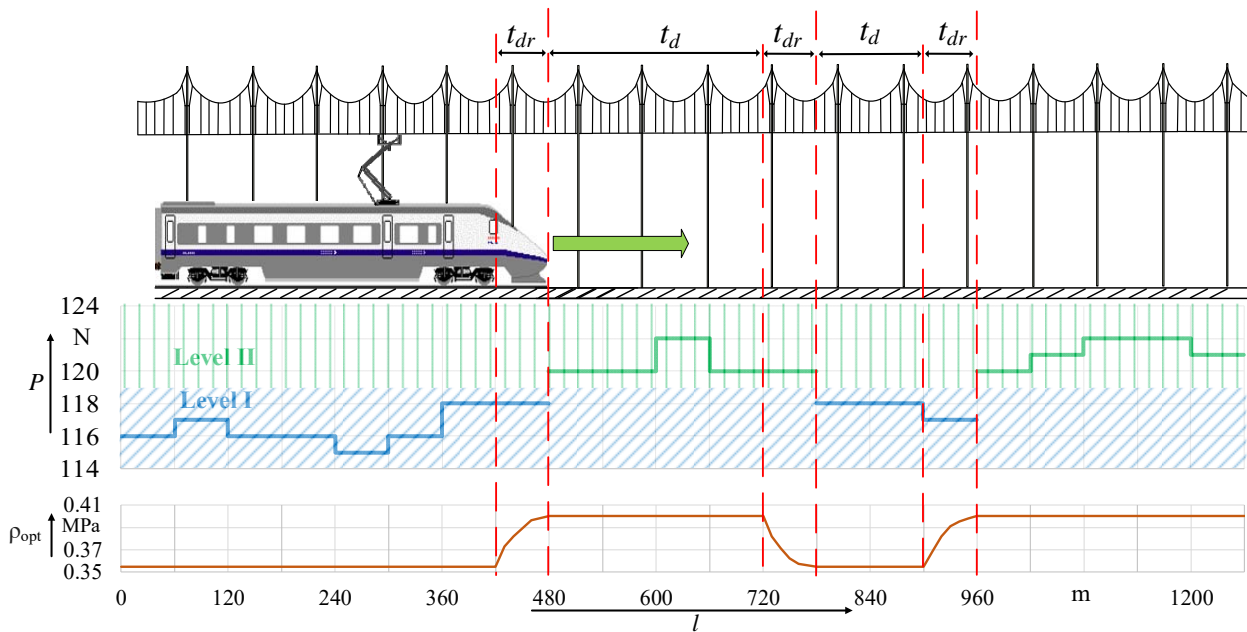 t_dr t_d t_dr t_d t_dr
124
N
Level II
120
P
118
Level I
116
114
0.41
MPa
ρopt
0.37
0.35
0 120 240 360 480 600 720 840 960 m 1200
l